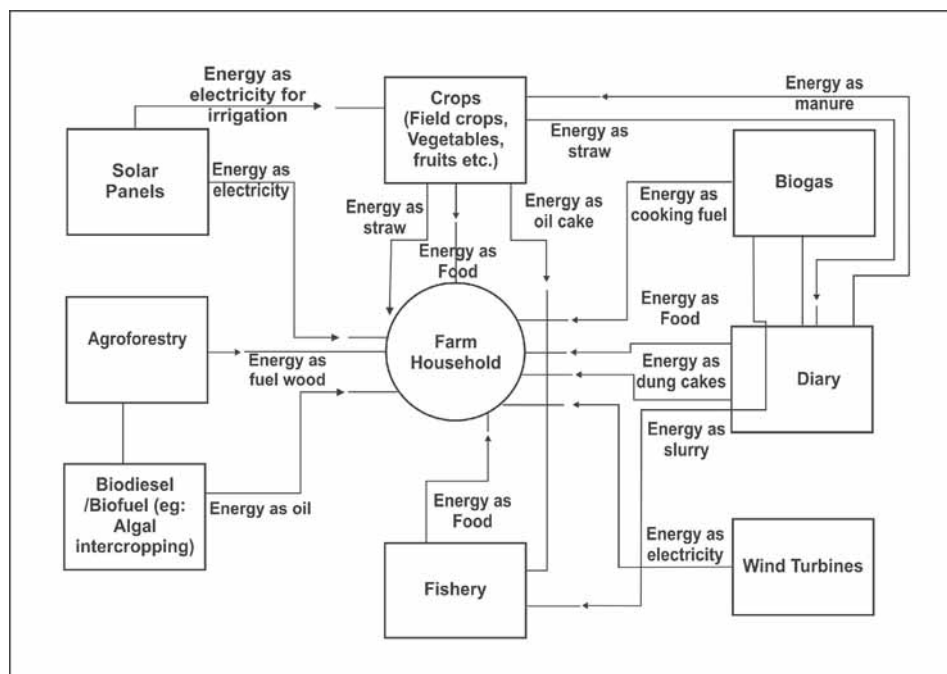 Energy as
electricity for
irrigation
Crops
(Field crops,
Vegetables,
fruits etc.)
Energy as
manure
Energy as
straw
Solar
Panels
Energy as
electricity
Biogas
Energy as
straw
Energy as
oil cake
Energy as
cooking fuel
Energy as
Food
Energy as
Food
Agroforestry
Energy as
fuel wood
Farm
Household
Energy as
dung cakes
Diary
Energy as
slurry
Biodiesel
/Biofuel (eg:
Algal
intercropping)
Energy as oil
Energy as
Food
Energy as
electricity
Fishery
Wind Turbines